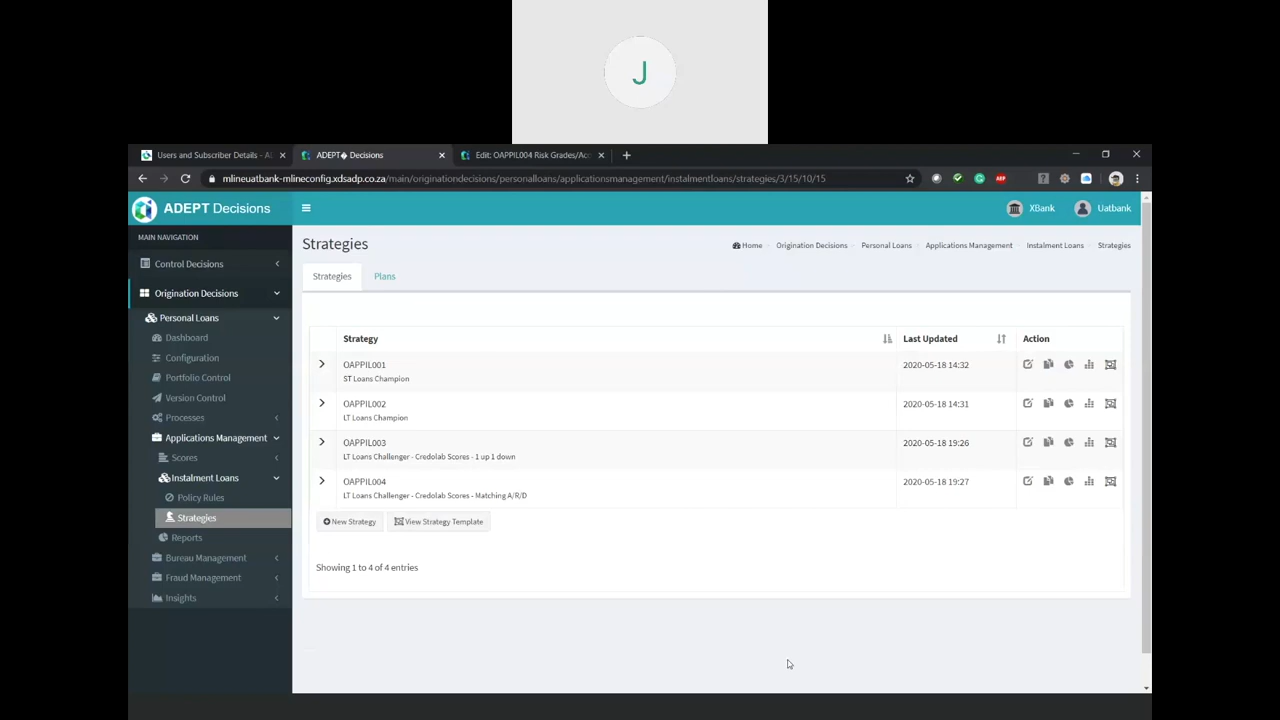 J
Users and Subscriber Details - A
ADEPT� Decisions
Edit: OAPPIL004 Risk Grades/Acc
mlineuatbank-mlineconfig.xdsadp.co.za/main/originationdecisions/personalloans/applicationsmanagement/instalmentloans/strategies/3/15/10/15
ABP
ADEPT Decisions
XBank
Uatbank
MAIN NAVIGATION
Control Decisions
Origination Decisions
Personal Loans
Dashboard
Configuration
Portfolio Control
Version Control
Processes
Applications Management
Scores
Instalment Loans
Policy Rules
Strategies
Reports
Bureau Management
Fraud Management
Insights
Strategies
Home Origination Decisions Personal Loans Applications Management Instalment Loans Strategies
Strategies Plans
Strategy Last Updated Action
OAPPIL001 2020-05-18 14:32
ST Loans Champion
OAPPIL002 2020-05-18 14:31
LT Loans Champion
OAPPIL003 2020-05-18 19:26
LT Loans Challenger - Credolab Scores - 1 up 1 down
OAPPIL004 2020-05-18 19:27
LT Loans Challenger - Credolab Scores - Matching A/R/D
New Strategy View Strategy Template
Showing 1 to 4 of 4 entries